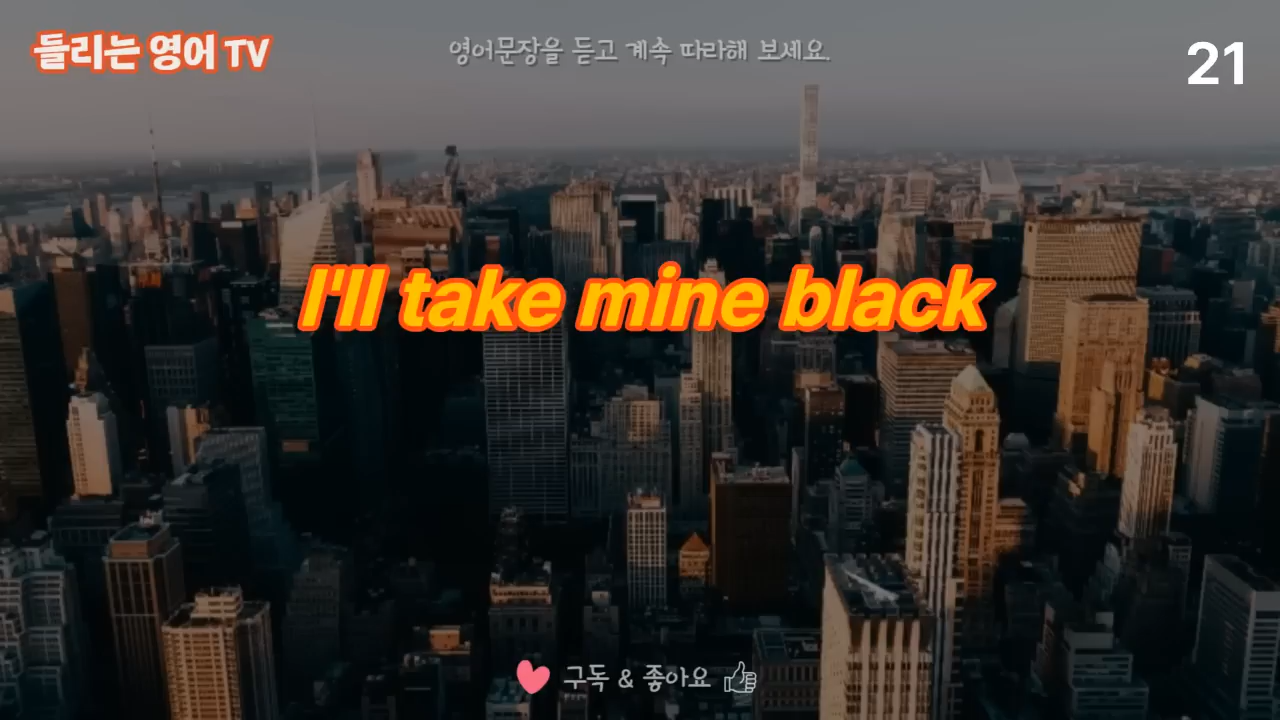 들리는 영어 TV
영어문장을 듣고 계속 따라해 보세요.
21
I'll take mine black
구독 & 좋아요